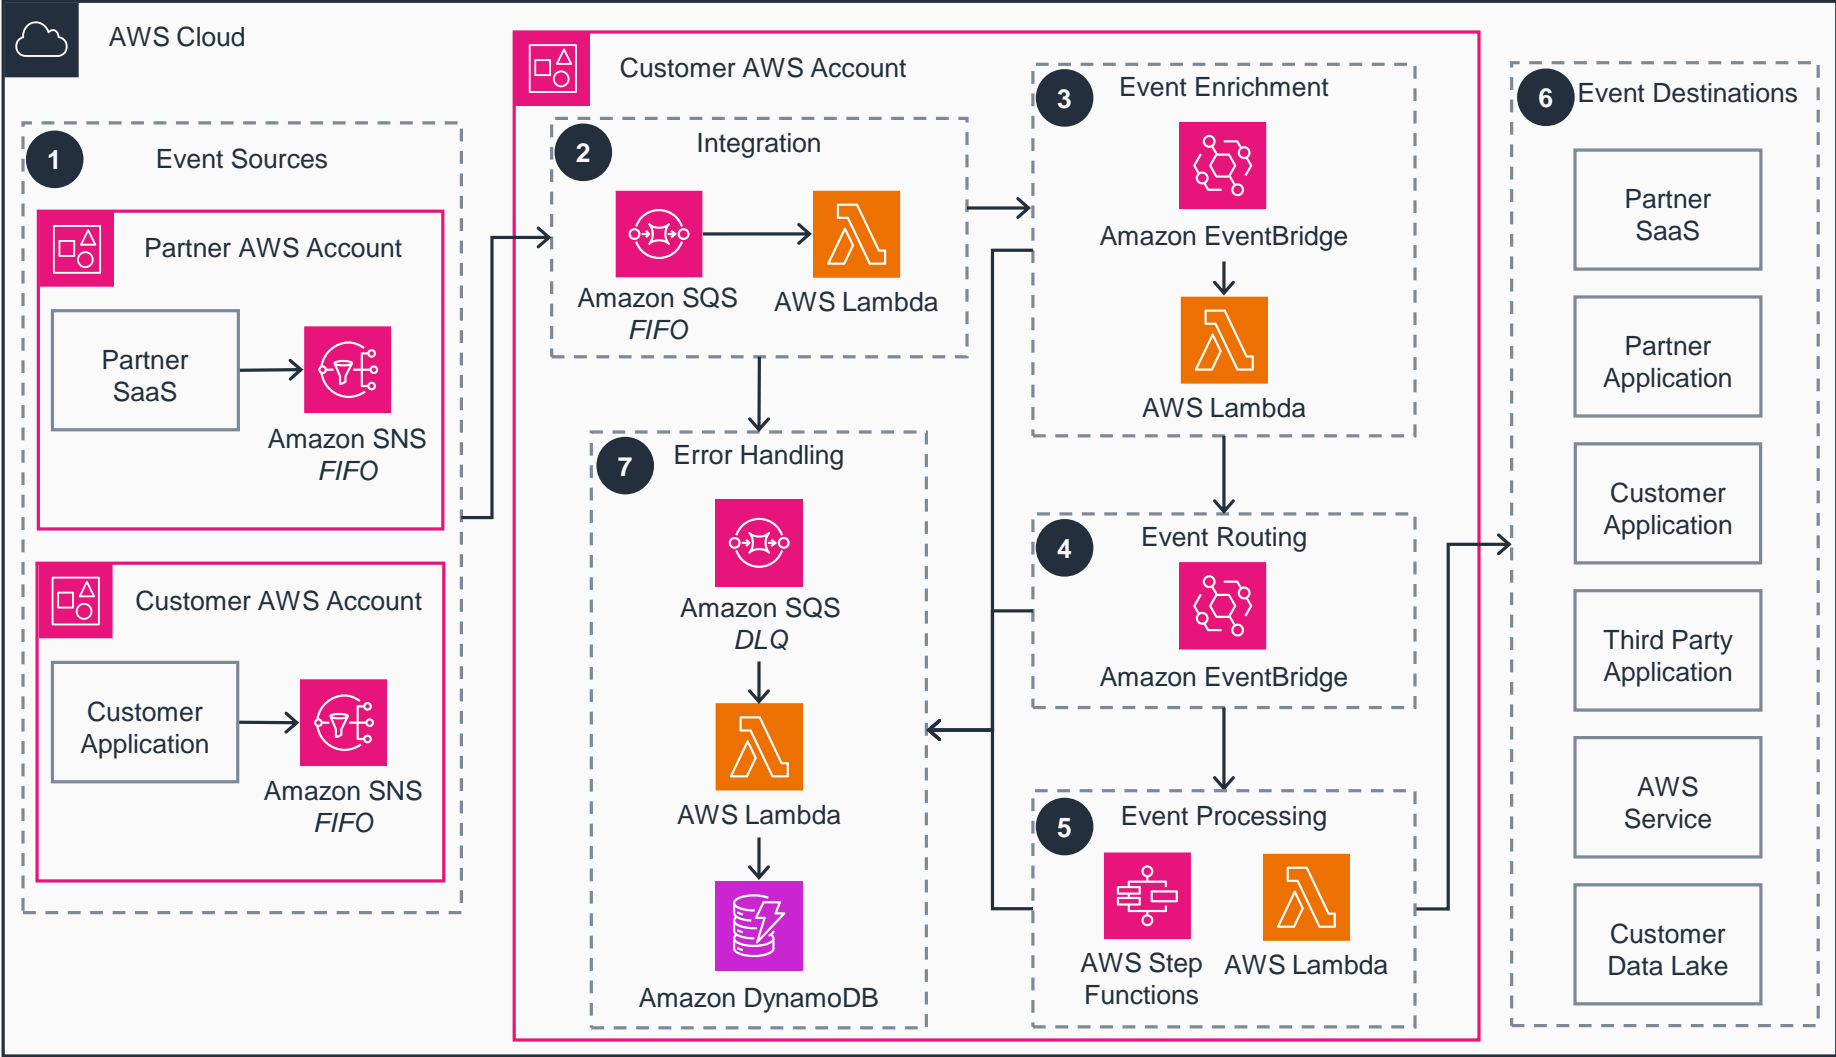 AWS Cloud
1
Event Sources
Partner AWS Account
Partner
SaaS
Amazon SNS
FIFO
Customer AWS Account
Customer
Application
Amazon SNS
FIFO
Customer AWS Account
2
Integration
Amazon SQS
FIFO
AWS Lambda
3
Event Enrichment
Amazon EventBridge
AWS Lambda
4
Event Routing
Amazon EventBridge
5
Event Processing
AWS Step
Functions
AWS Lambda
6
Event Destinations
Partner
SaaS
Partner
Application
Customer
Application
Third Party
Application
AWS
Service
Customer
Data Lake
7
Error Handling
Amazon SQS
DLQ
AWS Lambda
Amazon DynamoDB